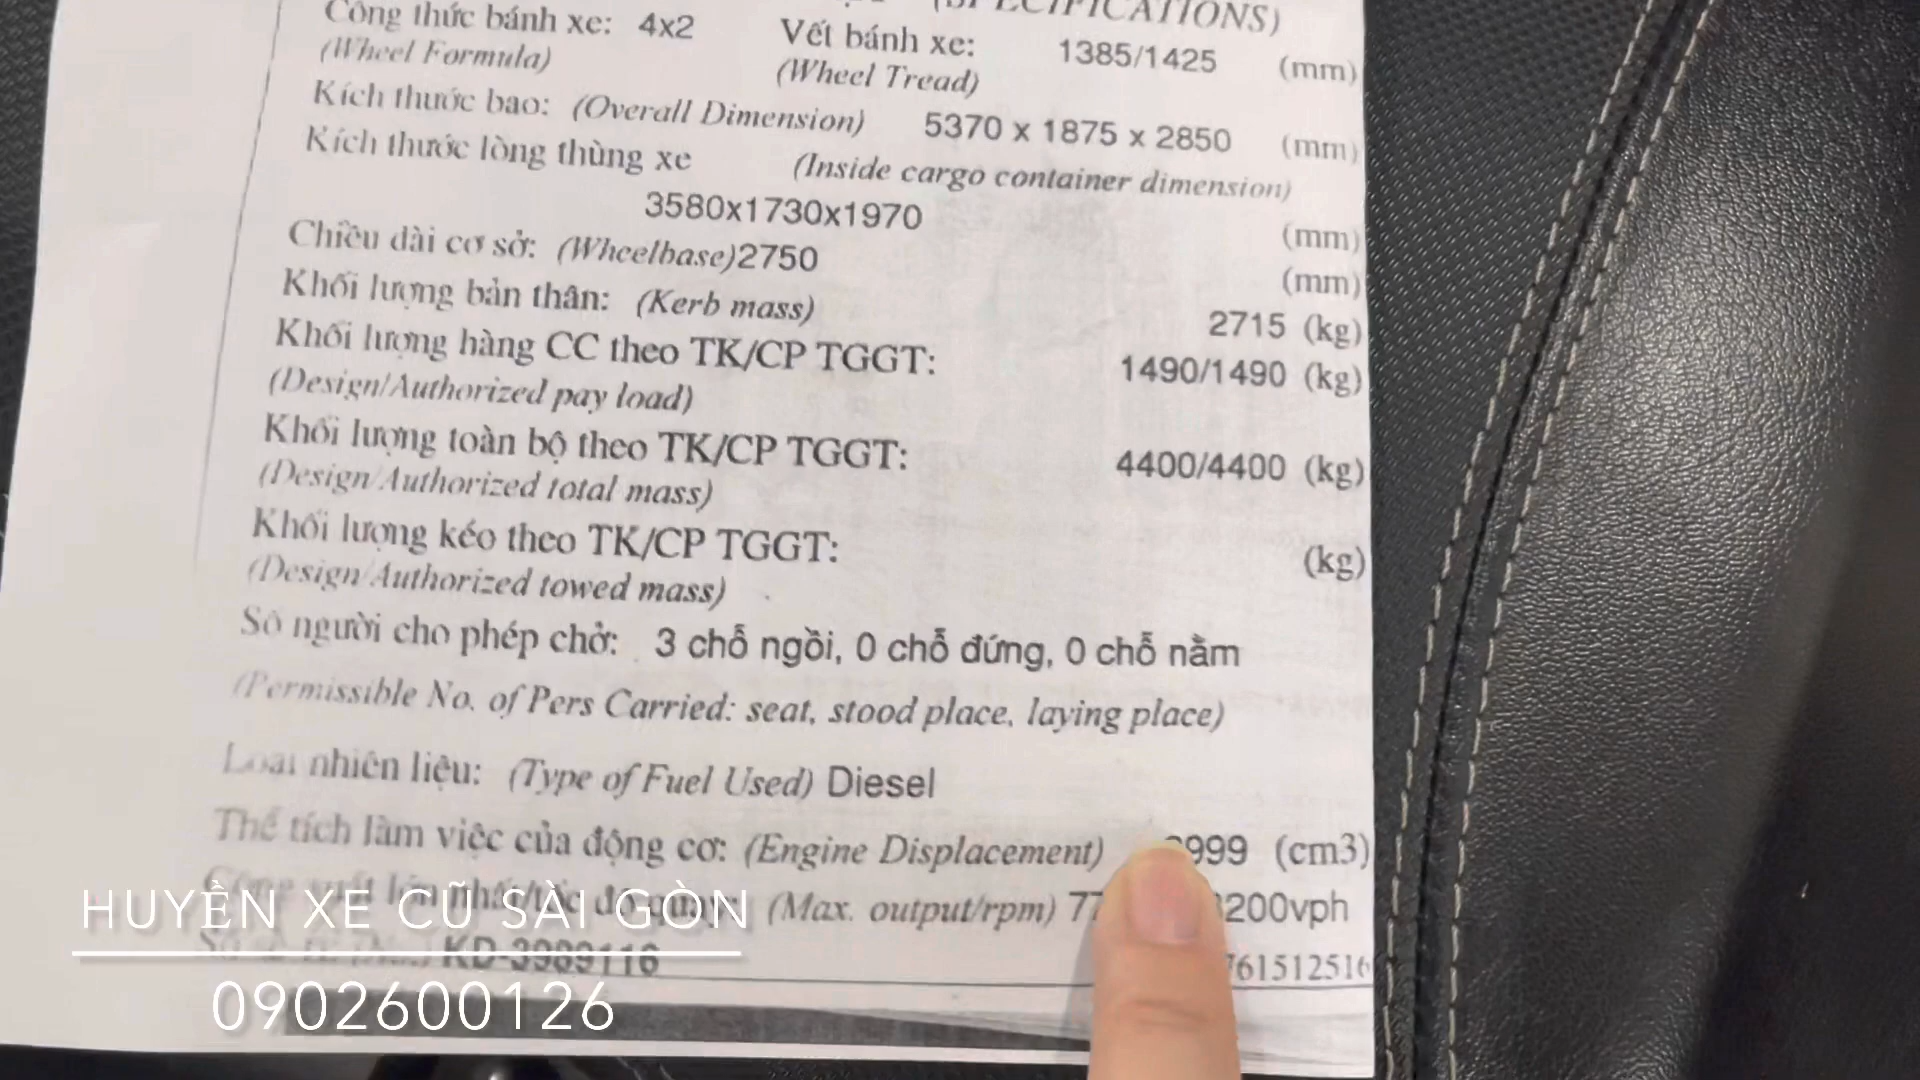 (SPECIFICATIONS)
Công thức bánh xe: 4x2 Vết bánh xe: 1385/1425 (mm)
(Wheel Formula) (Wheel Tread)
Kích thước bao: (Overall Dimension) 5370 x 1875 x 2850 (mm)
Kích thước lòng thùng xe (Inside cargo container dimension)
3580x1730x1970 (mm)
Chiều dài cơ sở: (Wheelbase)2750 (mm)
Khối lượng bản thân: (Kerb mass) 2715 (kg)
Khối lượng hàng CC theo TK/CP TGGT: 1490/1490 (kg)
(Design/Authorized pay load)
Khối lượng toàn bộ theo TK/CP TGGT: 4400/4400 (kg)
(Design/Authorized total mass)
Khối lượng kéo theo TK/CP TGGT: (kg)
(Design/Authorized towed mass)
Số người cho phép chở: 3 chỗ ngồi, 0 chỗ đứng, 0 chỗ nằm
(Permissible No. of Pers Carried: seat, stood place, laying place)
Loại nhiên liệu: (Type of Fuel Used) Diesel
Thể tích làm việc của động cơ: (Engine Displacement) 999 (cm3)
(Max. output/rpm) 77 200vph
KD-3989116 761512516
HUYỀN XE CŨ SÀI GÒN
0902600126